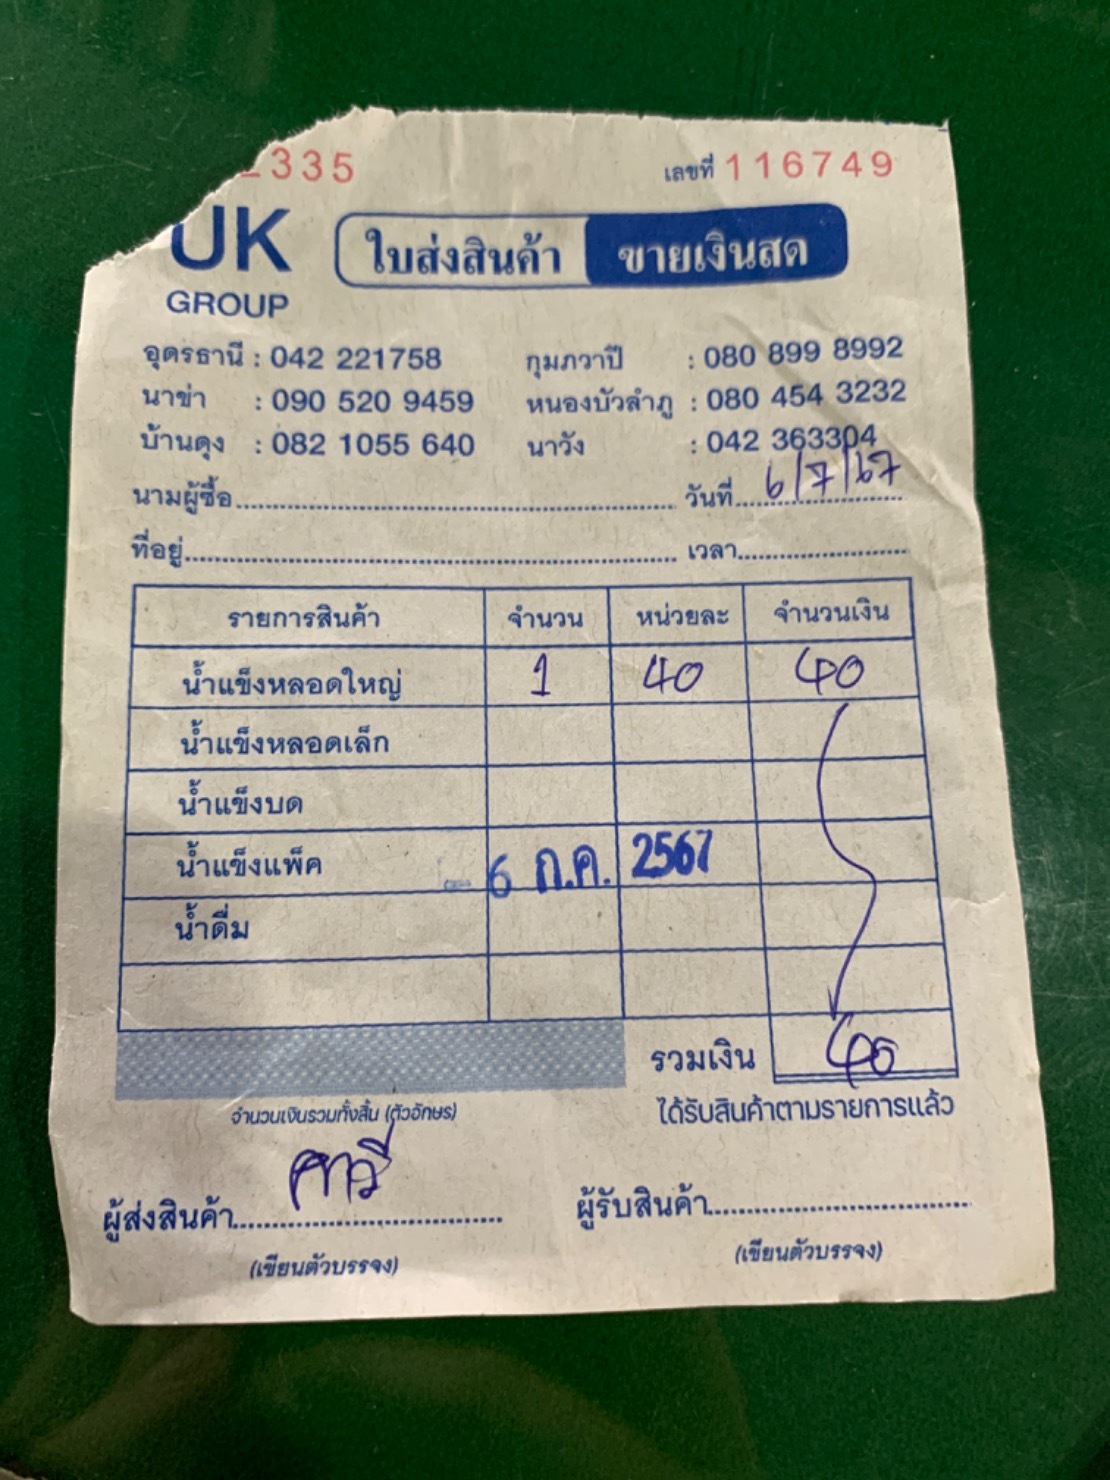 335 เลขที่ 116749
UK ใบส่งสินค้า ขายเงินสด
GROUP
อุดรธานี : 042 221758 กุมภวาปี : 080 899 8992
นาข่า : 090 520 9459 หนองบัวลำภู : 080 454 3232
บ้านดุง : 082 1055 640 นาวัง : 042 363304
นามผู้ซื้อ วันที่ 6/7/67
ที่อยู่ เวลา
รายการสินค้า จำนวน หน่วยละ จำนวนเงิน
น้ำแข็งหลอดใหญ่ 1 40 40
น้ำแข็งหลอดเล็ก
น้ำแข็งบด
น้ำแข็งแพ็ค - 6 ก.ค. 2567
น้ำดื่ม
รวมเงิน 40
จำนวนเงินรวมทั้งสิ้น (ตัวอักษร) ได้รับสินค้าตามรายการแล้ว
ผู้ส่งสินค้า ผู้รับสินค้า
(เขียนตัวบรรจง) (เขียนตัวบรรจง)